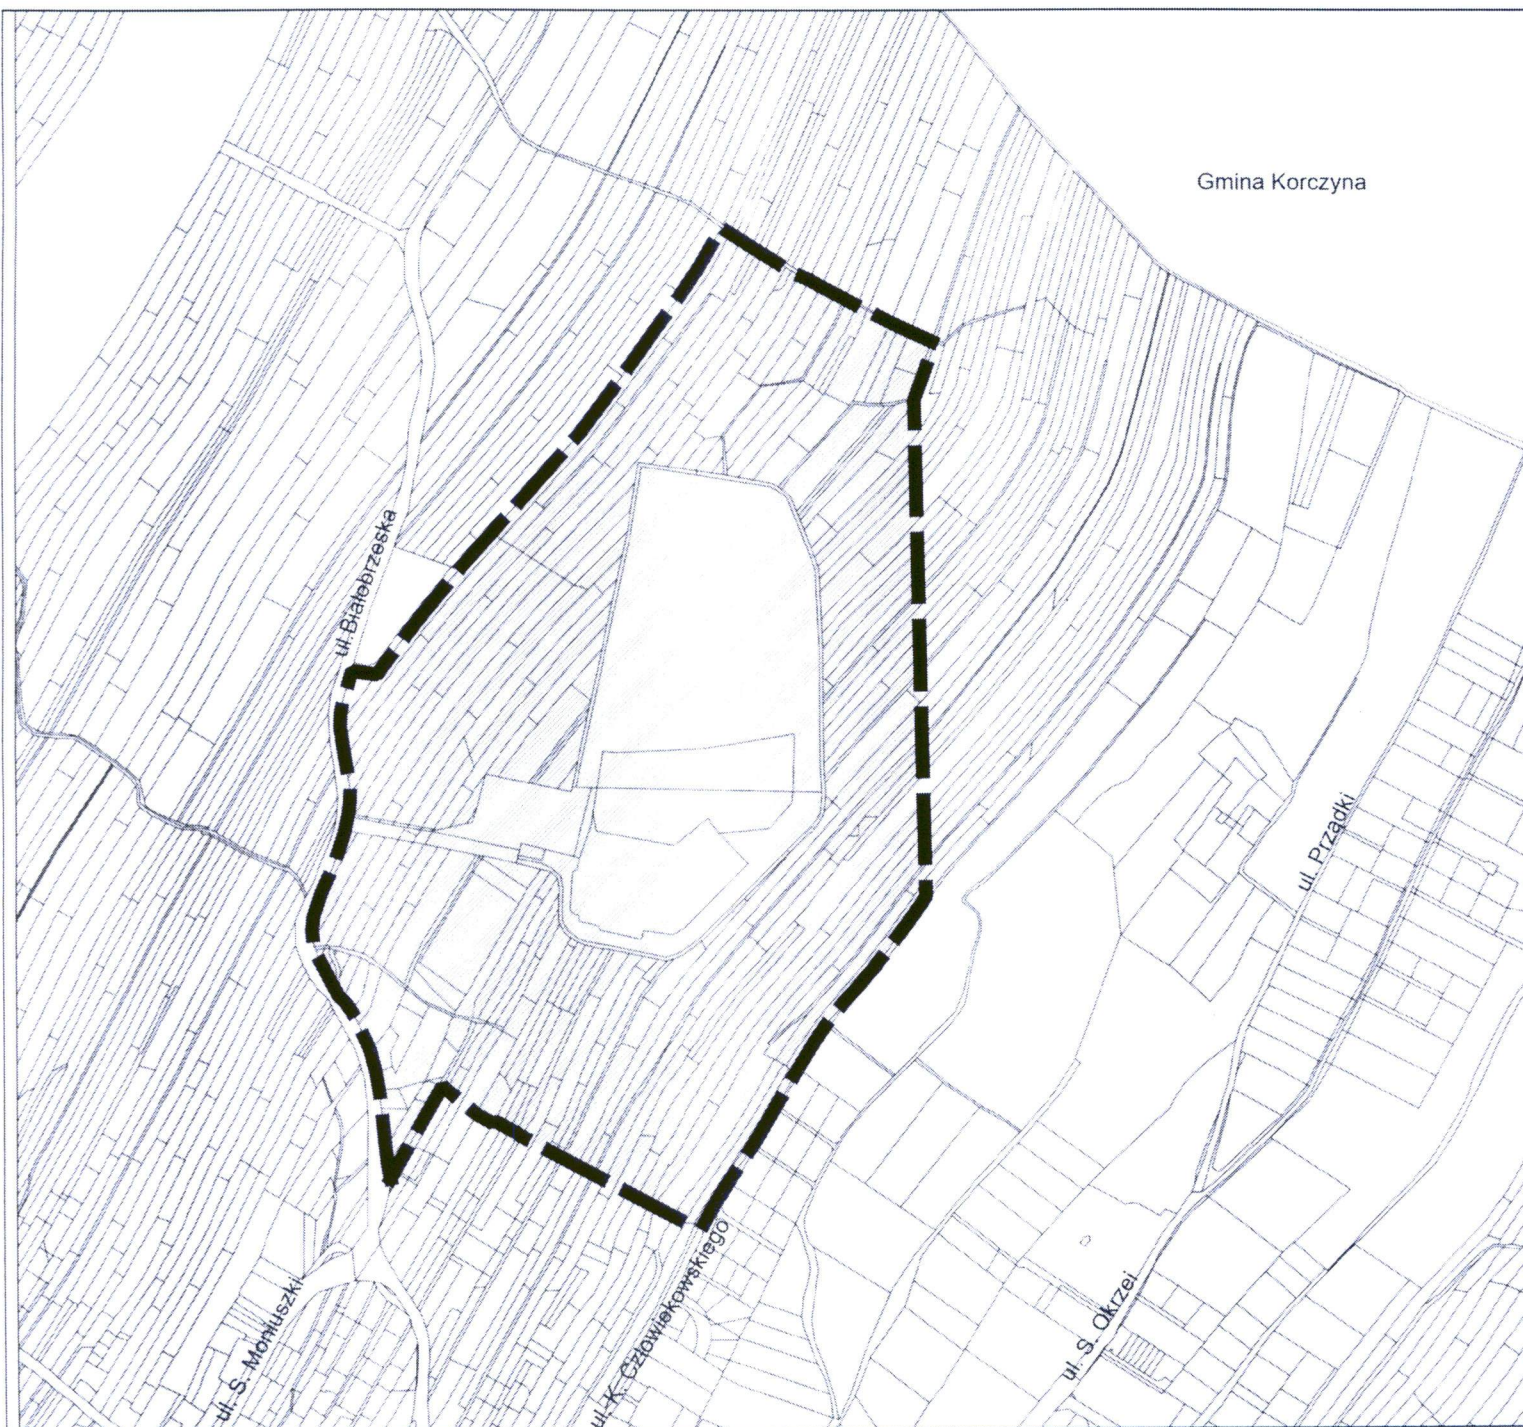 Gmina Korczyna
ul.Białobrzeska
ul. Prządki
ul. S. Moniuszki
ul. K. Człowiekowskiego
ul. S. Okrzei